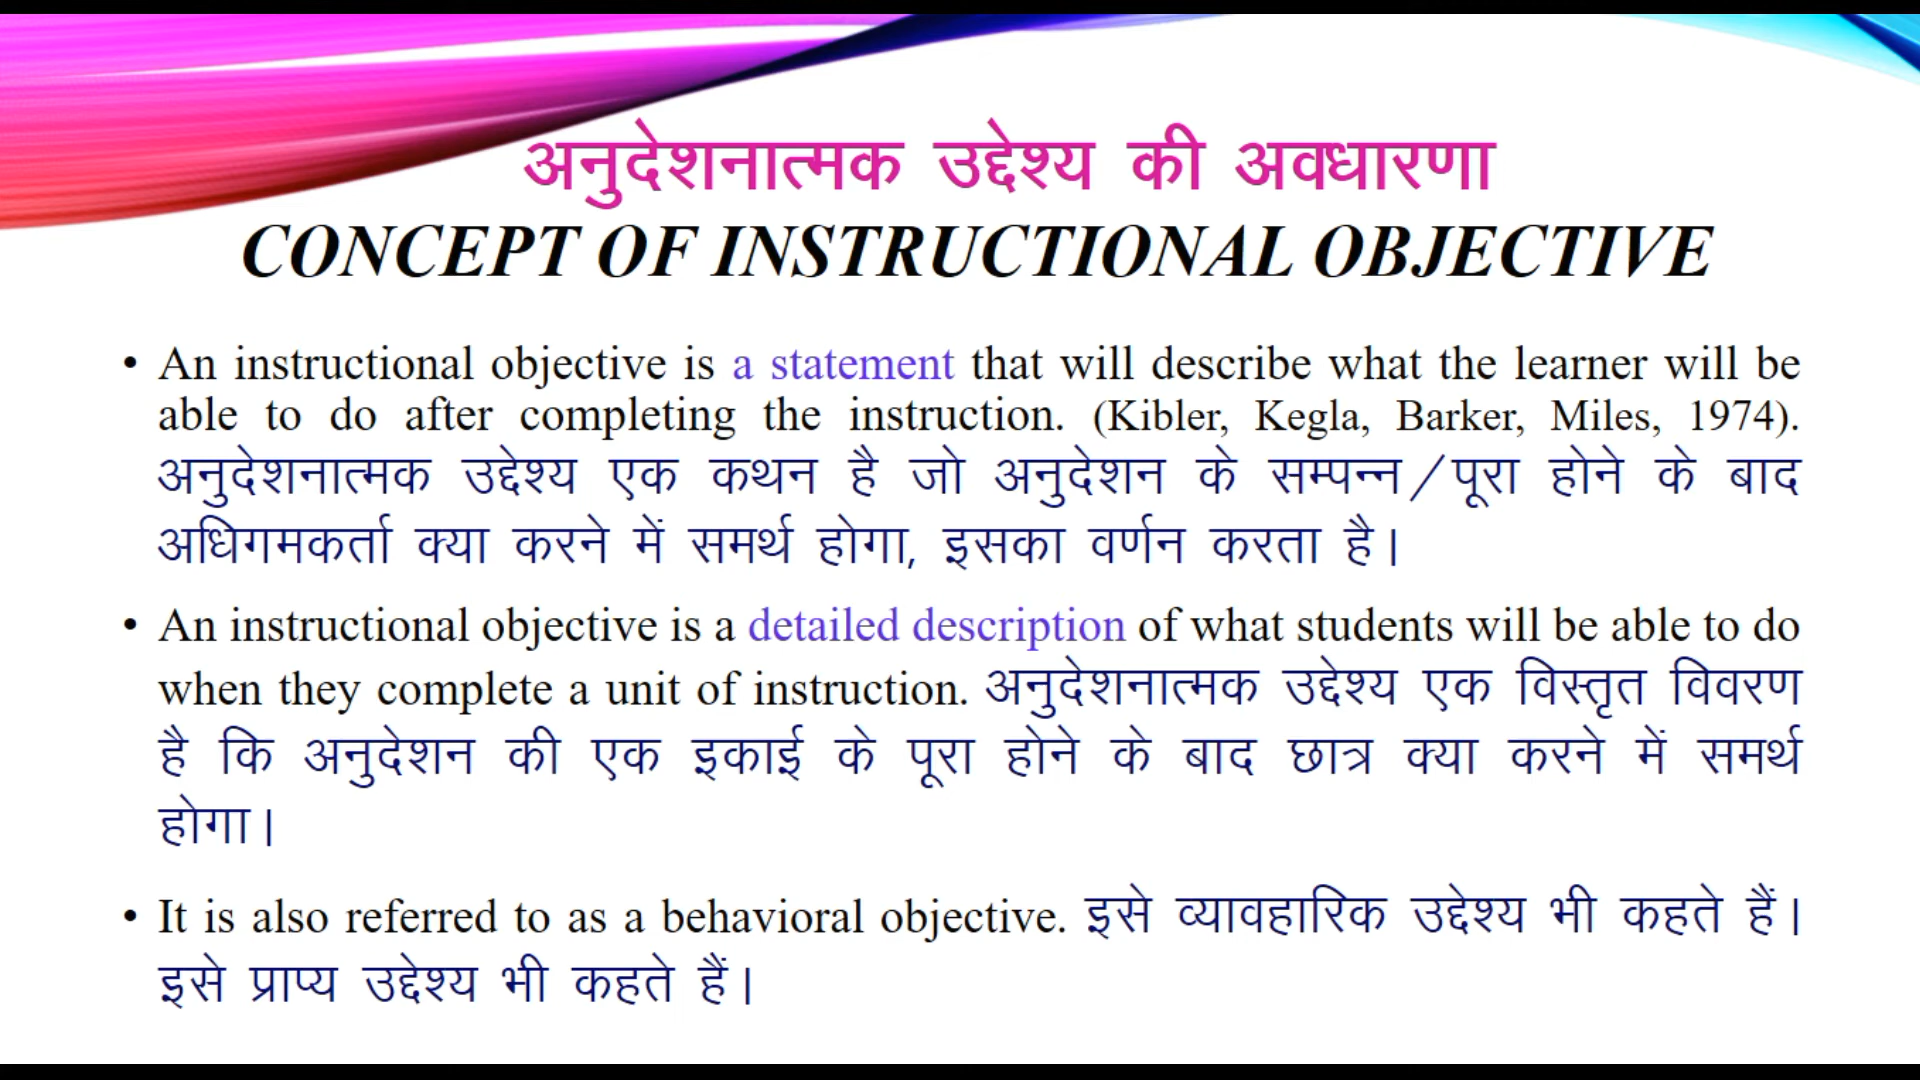 अनुदेशनात्मक उद्देश्य की अवधारणा
CONCEPT OF INSTRUCTIONAL OBJECTIVE
• An instructional objective is a statement that will describe what the learner will be
able to do after completing the instruction. (Kibler, Kegla, Barker, Miles, 1974).
अनुदेशनात्मक उद्देश्य एक कथन है जो अनुदेशन के सम्पन्न/पूरा होने के बाद
अधिगमकर्ता क्या करने में समर्थ होगा, इसका वर्णन करता है।
• An instructional objective is a detailed description of what students will be able to do
when they complete a unit of instruction. अनुदेशनात्मक उद्देश्य एक विस्तृत विवरण
है कि अनुदेशन की एक इकाई के पूरा होने के बाद छात्र क्या करने में समर्थ
होगा।
• It is also referred to as a behavioral objective. इसे व्यावहारिक उद्देश्य भी कहते हैं।
इसे प्राप्य उद्देश्य भी कहते हैं।